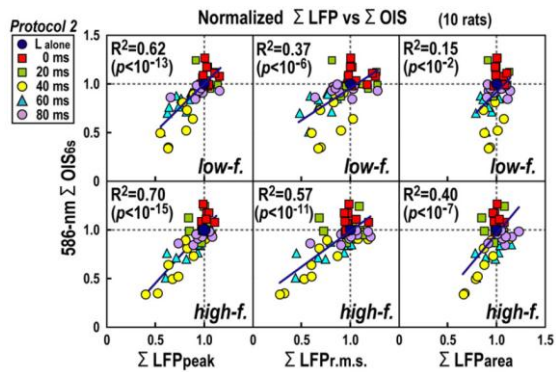 Protocol 2
Normalized Σ LFP vs Σ OIS (10 rats)
L alone
0 ms
20 ms
40 ms
60 ms
80 ms
586-nm Σ OIS6s
1.5
1.0
0.5
0
R²=0.62
(p<10⁻¹³)
low-f.
R²=0.37
(p<10⁻⁶)
low-f.
R²=0.15
(p<10⁻²)
low-f.
1.0
0.5
0
R²=0.70
(p<10⁻¹⁵)
high-f.
R²=0.57
(p<10⁻¹¹)
high-f.
R²=0.40
(p<10⁻⁷)
high-f.
0 0.5 1.0 0 0.5 1.0 0 0.5 1.0 1.5
Σ LFPpeak Σ LFPr.m.s. Σ LFParea